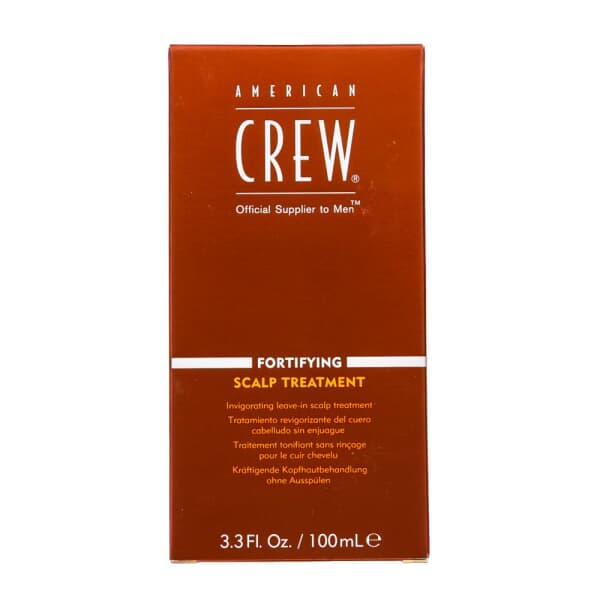 AMERICAN
CREW®
Official Supplier to Men™
FORTIFYING
SCALP TREATMENT
Invigorating leave-in scalp treatment
Tratamiento revigorizante del cuero
cabelludo sin enjuague
Traitement tonifiant sans rinçage
pour le cuir chevelu
Kräftigende Kopfhautbehandlung
ohne Ausspülen
3.3 Fl. Oz. / 100mL ℮